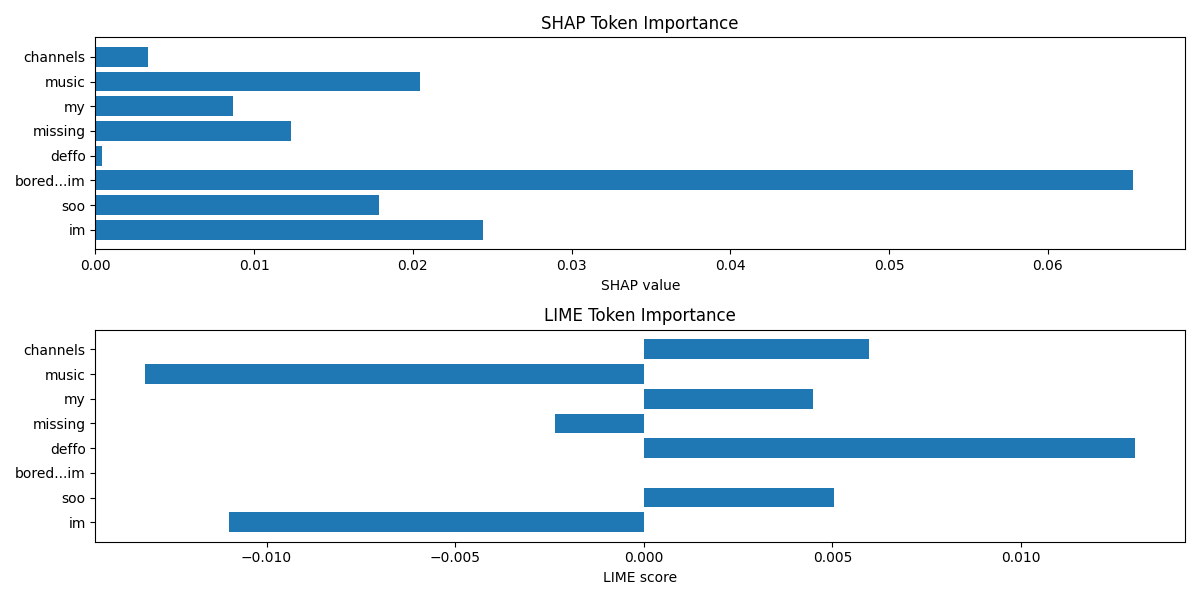 SHAP Token Importance
channels
music
my
missing
deffo
bored...im
soo
im
0.00 0.01 0.02 0.03 0.04 0.05 0.06
SHAP value
LIME Token Importance
channels
music
my
missing
deffo
bored...im
soo
im
−0.010 −0.005 0.000 0.005 0.010
LIME score